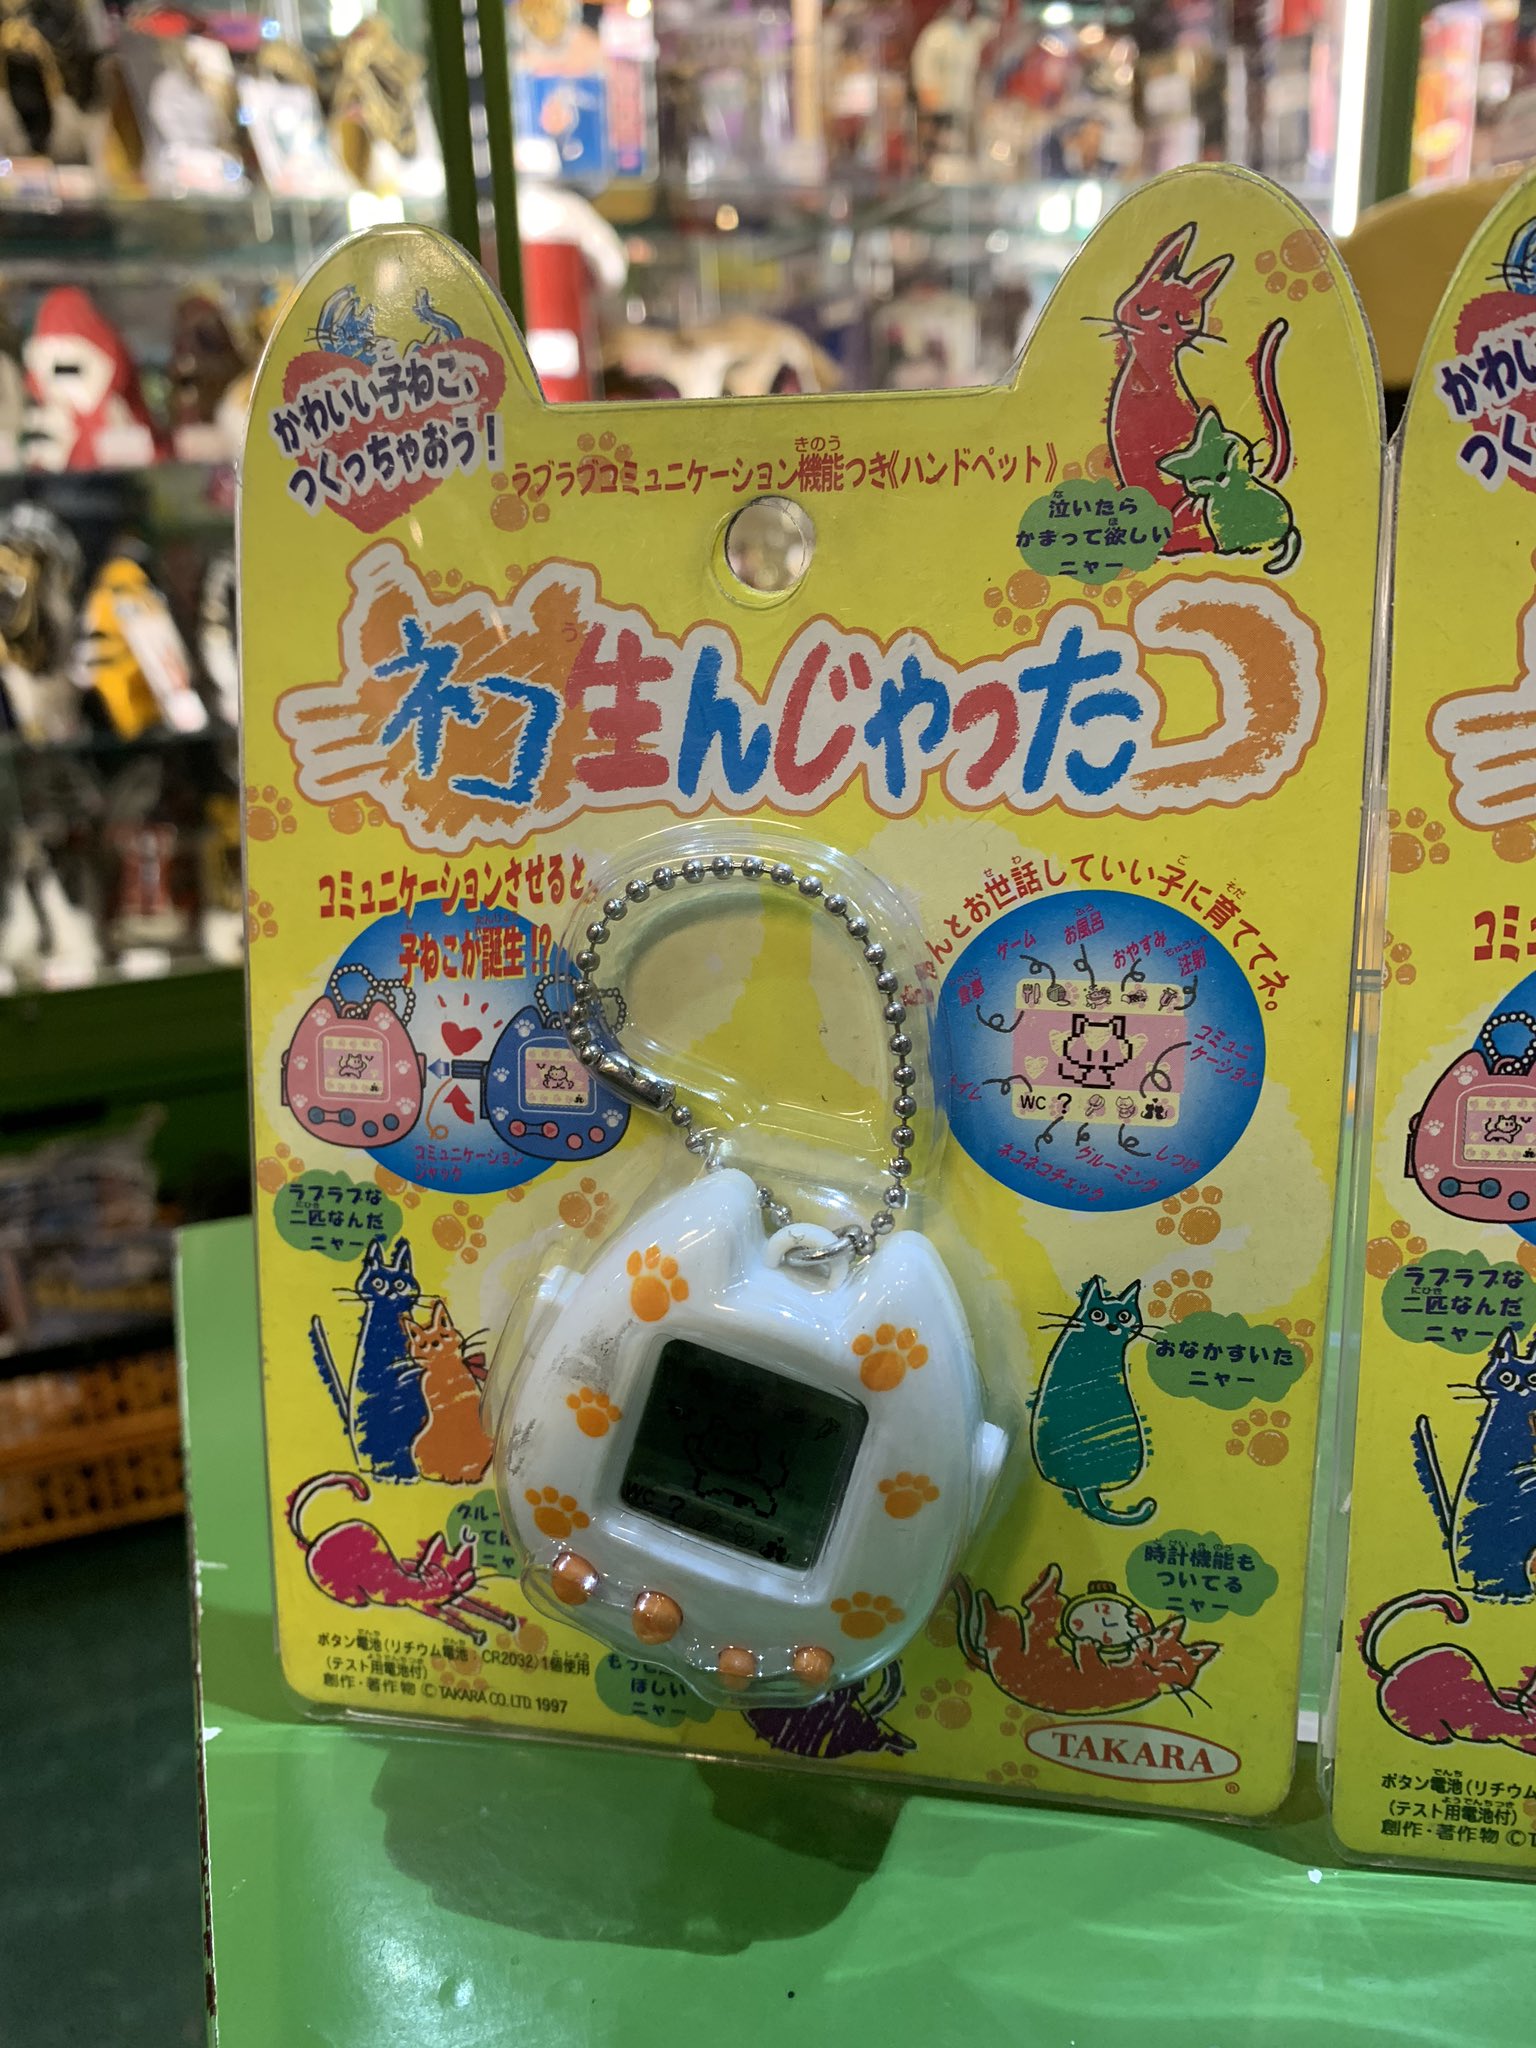 かわいい子ねこ、
つくっちゃおう!
ラブラブコミュニケーション機能つき《ハンドペット》
泣いたら
かまって欲しい
ニャー
ネコ生んじゃった
コミュニケーションさせると、
子ねこが誕生!?
コミュニケーション
ジャック
んとお世話していい子に育ててネ。
食事
ゲーム
お風呂
おやすみ
注射
コミュニ
ケーション
トイレ
ネコネコチェック
グルーミング
しつけ
WC ?
ラブラブな
二匹なんだ
ニャー
おなかすいた
ニャー
時計機能も
ついてる
ニャー
WC ?
ほしい
ニャー
ボタン電池(リチウム電池:CR2032)1個使用
(テスト用電池付)
創作・著作物 ©TAKARA CO.LTD. 1997
TAKARA®
ラブラブな
二匹なんだ
ニャー
ボタン電池(リチウム
(テスト用電池付)
創作・著作物 ©T